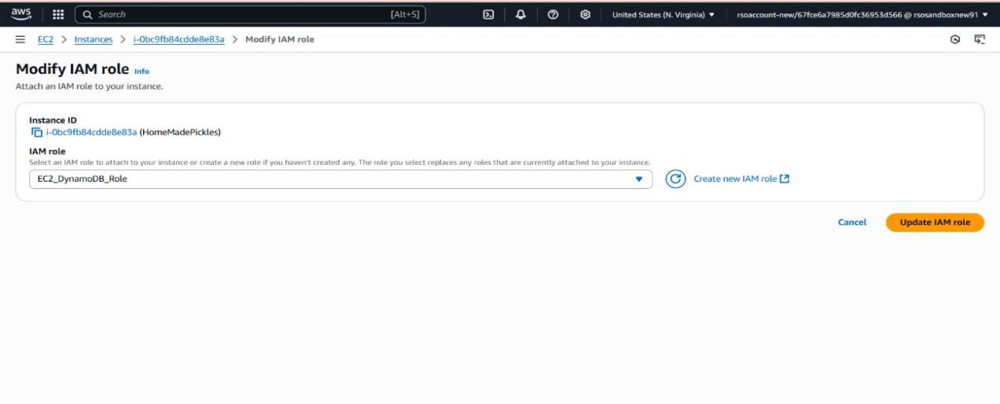 aws Search [Alt+S] United States (N. Virginia) rsoaccount-new/67fce6a7985d0fc36953d566 @ rsosandboxnew91
EC2 > Instances > i-0bc9fb84cdde8e83a > Modify IAM role
Modify IAM role Info
Attach an IAM role to your instance.
Instance ID
i-0bc9fb84cdde8e83a (HomeMadePickles)
IAM role
Select an IAM role to attach to your instance or create a new role if you haven't created any. The role you select replaces any roles that are currently attached to your instance.
EC2_DynamoDB_Role Create new IAM role
Cancel Update IAM role